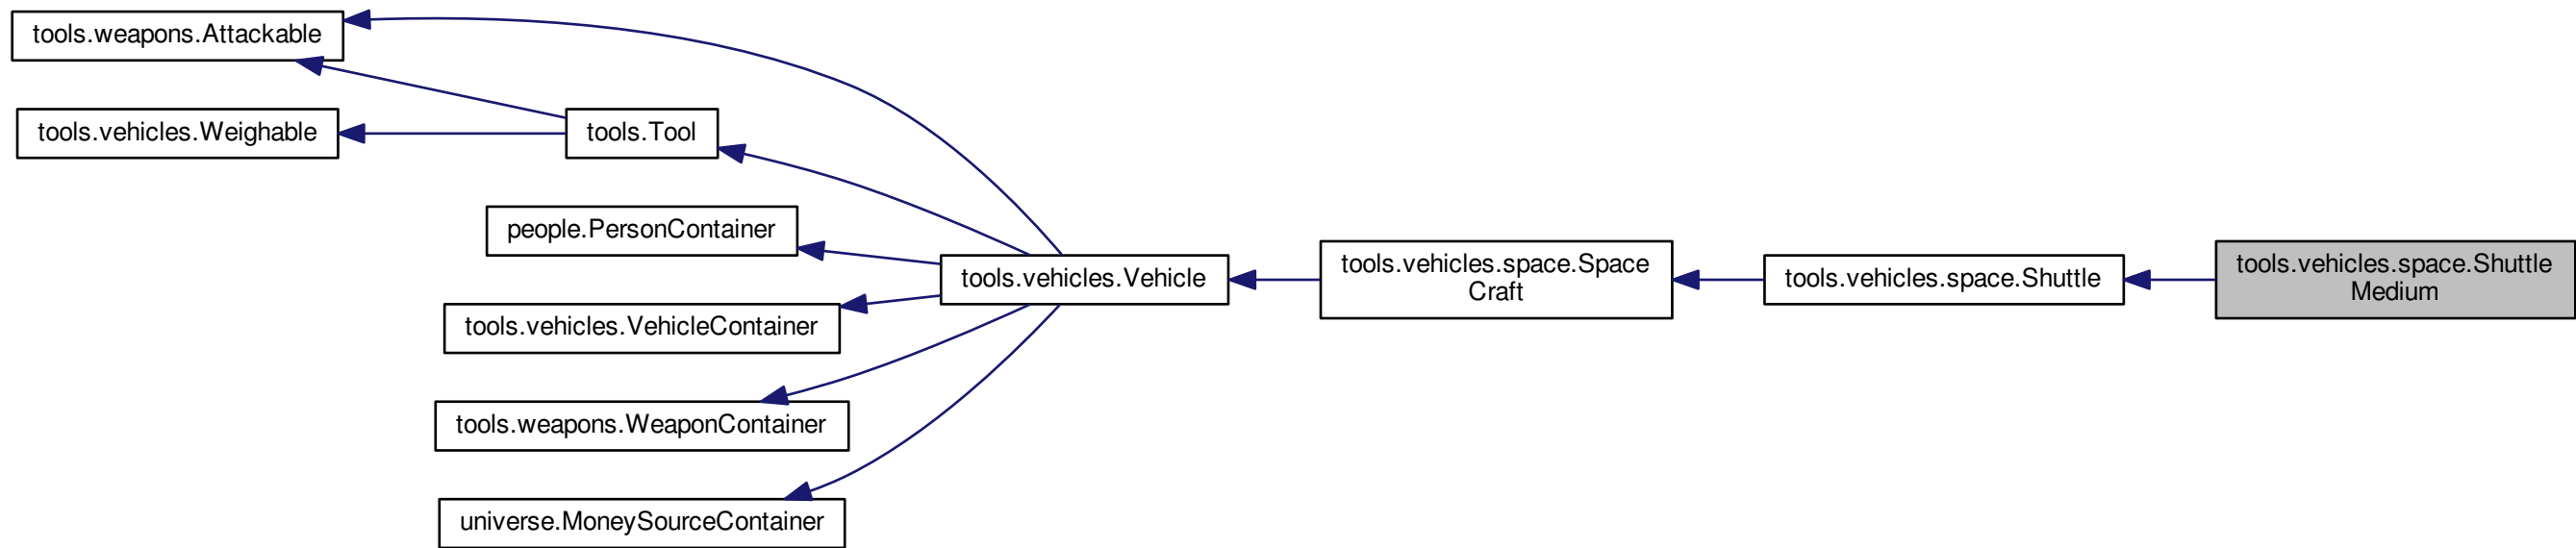 tools.weapons.Attackable
tools.vehicles.Weighable
tools.Tool
people.PersonContainer
tools.vehicles.VehicleContainer
tools.weapons.WeaponContainer
universe.MoneySourceContainer
tools.vehicles.Vehicle
tools.vehicles.space.Space
Craft
tools.vehicles.space.Shuttle
tools.vehicles.space.Shuttle
Medium